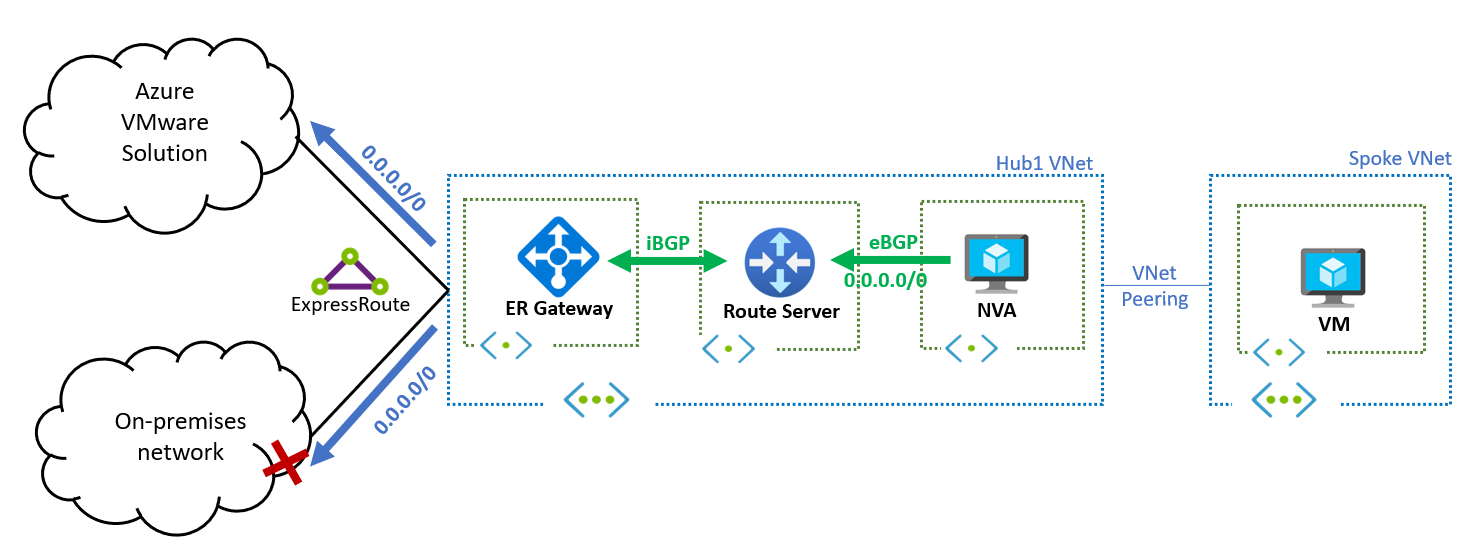 Azure
VMware
Solution
0.0.0.0/0
Hub1 VNet
Spoke VNet
iBGP
eBGP
0.0.0.0/0
ER Gateway
Route Server
NVA
VNet
Peering
VM
ExpressRoute
0.0.0.0/0
On-premises
network